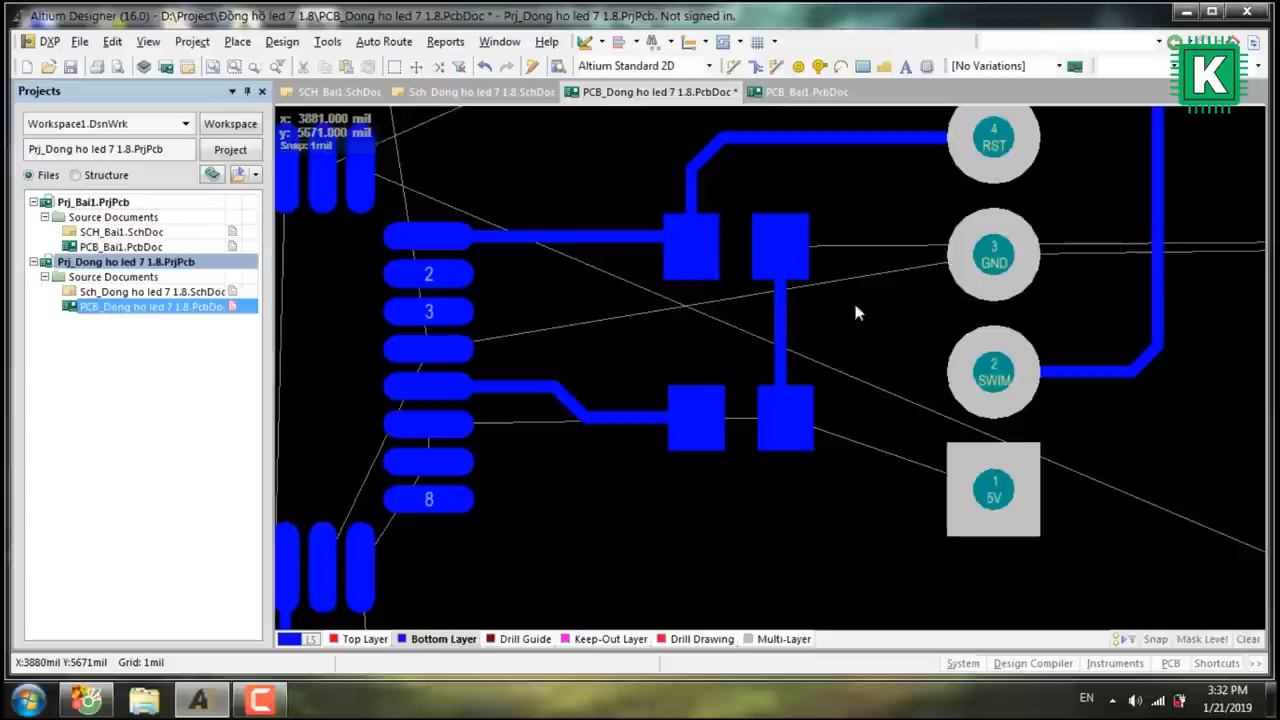 Altium Designer (16.0) - D:\Project\Đồng hồ led 7 1.8\PCB_Dong ho led 7 1.8.PcbDoc * - Prj_Dong ho led 7 1.8.PrjPcb. Not signed in.
DXP File Edit View Project Place Design Tools Auto Route Reports Window Help
Altium Standard 2D [No Variations]
K
Projects
SCH_Bai1.SchDoc Sch_Dong ho led 7 1.8.SchDoc PCB_Dong ho led 7 1.8.PcbDoc * PCB_Bai1.PcbDoc
Workspace1.DsnWrk Workspace
Prj_Dong ho led 7 1.8.PrjPcb Project
Files Structure
Prj_Bai1.PrjPcb
Source Documents
SCH_Bai1.SchDoc
PCB_Bai1.PcbDoc
Prj_Dong ho led 7 1.8.PrjPcb
Source Documents
Sch_Dong ho led 7 1.8.SchDoc
PCB_Dong ho led 7 1.8.PcbDo
x: 3881.000 mil
y: 5671.000 mil
Snap: 1mil
4
RST
3
GND
2
SWIM
1
5V
2
3
8
LS Top Layer Bottom Layer Drill Guide Keep-Out Layer Drill Drawing Multi-Layer Snap Mask Level Clear
X:3880mil Y:5671mil Grid: 1mil System Design Compiler Instruments PCB Shortcuts >>
EN 3:32 PM
1/21/2019